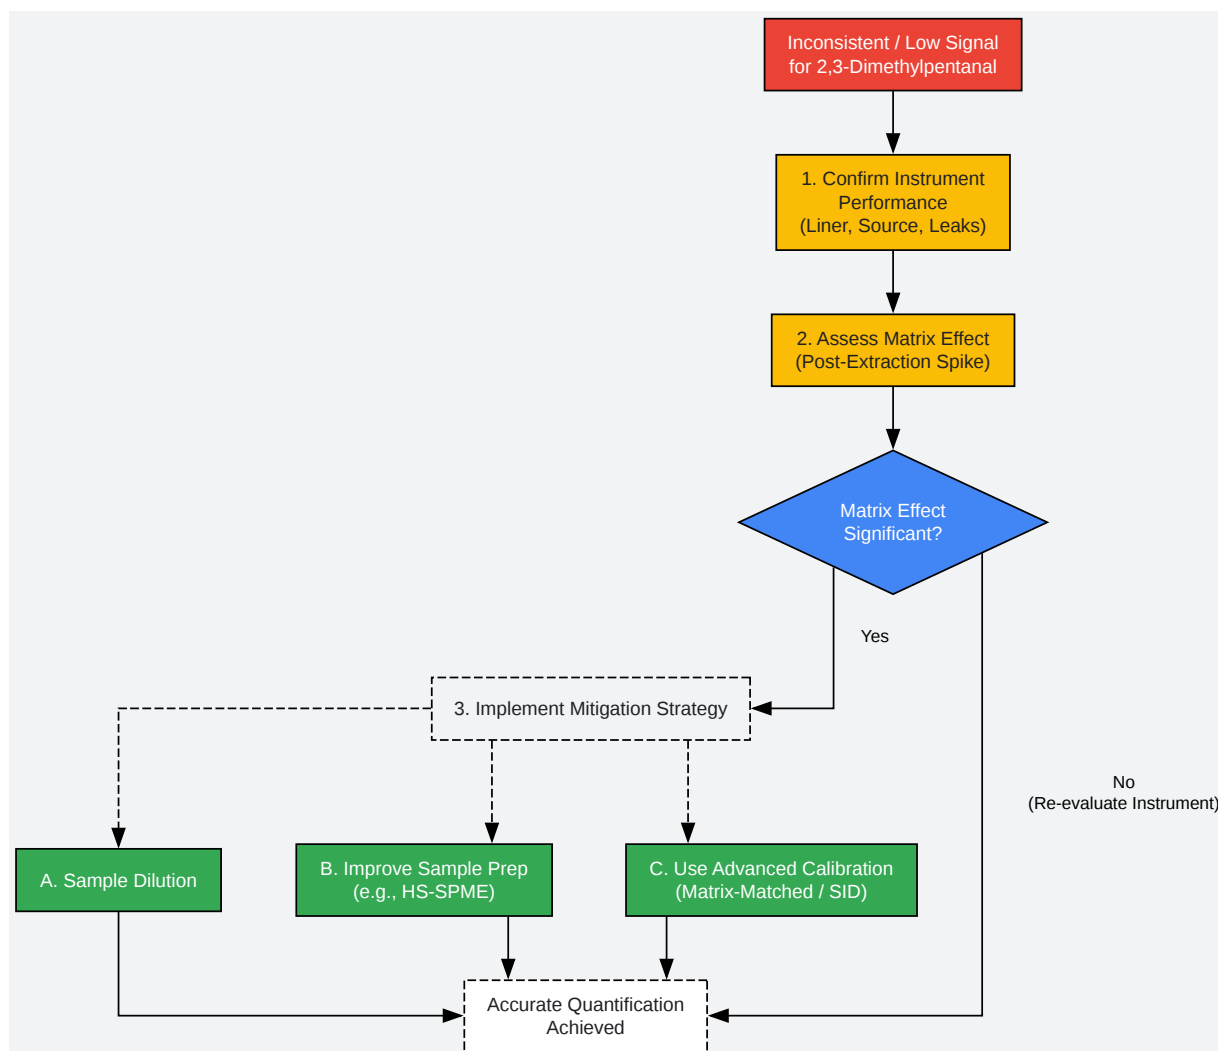 Inconsistent / Low Signal
for 2,3-Dimethylpentanal
1. Confirm Instrument
Performance
(Liner, Source, Leaks)
2. Assess Matrix Effect
(Post-Extraction Spike)
Matrix Effect
Significant?
Yes
3. Implement Mitigation Strategy
No
(Re-evaluate Instrument)
A. Sample Dilution
B. Improve Sample Prep
(e.g., HS-SPME)
C. Use Advanced Calibration
(Matrix-Matched / SID)
Accurate Quantification
Achieved